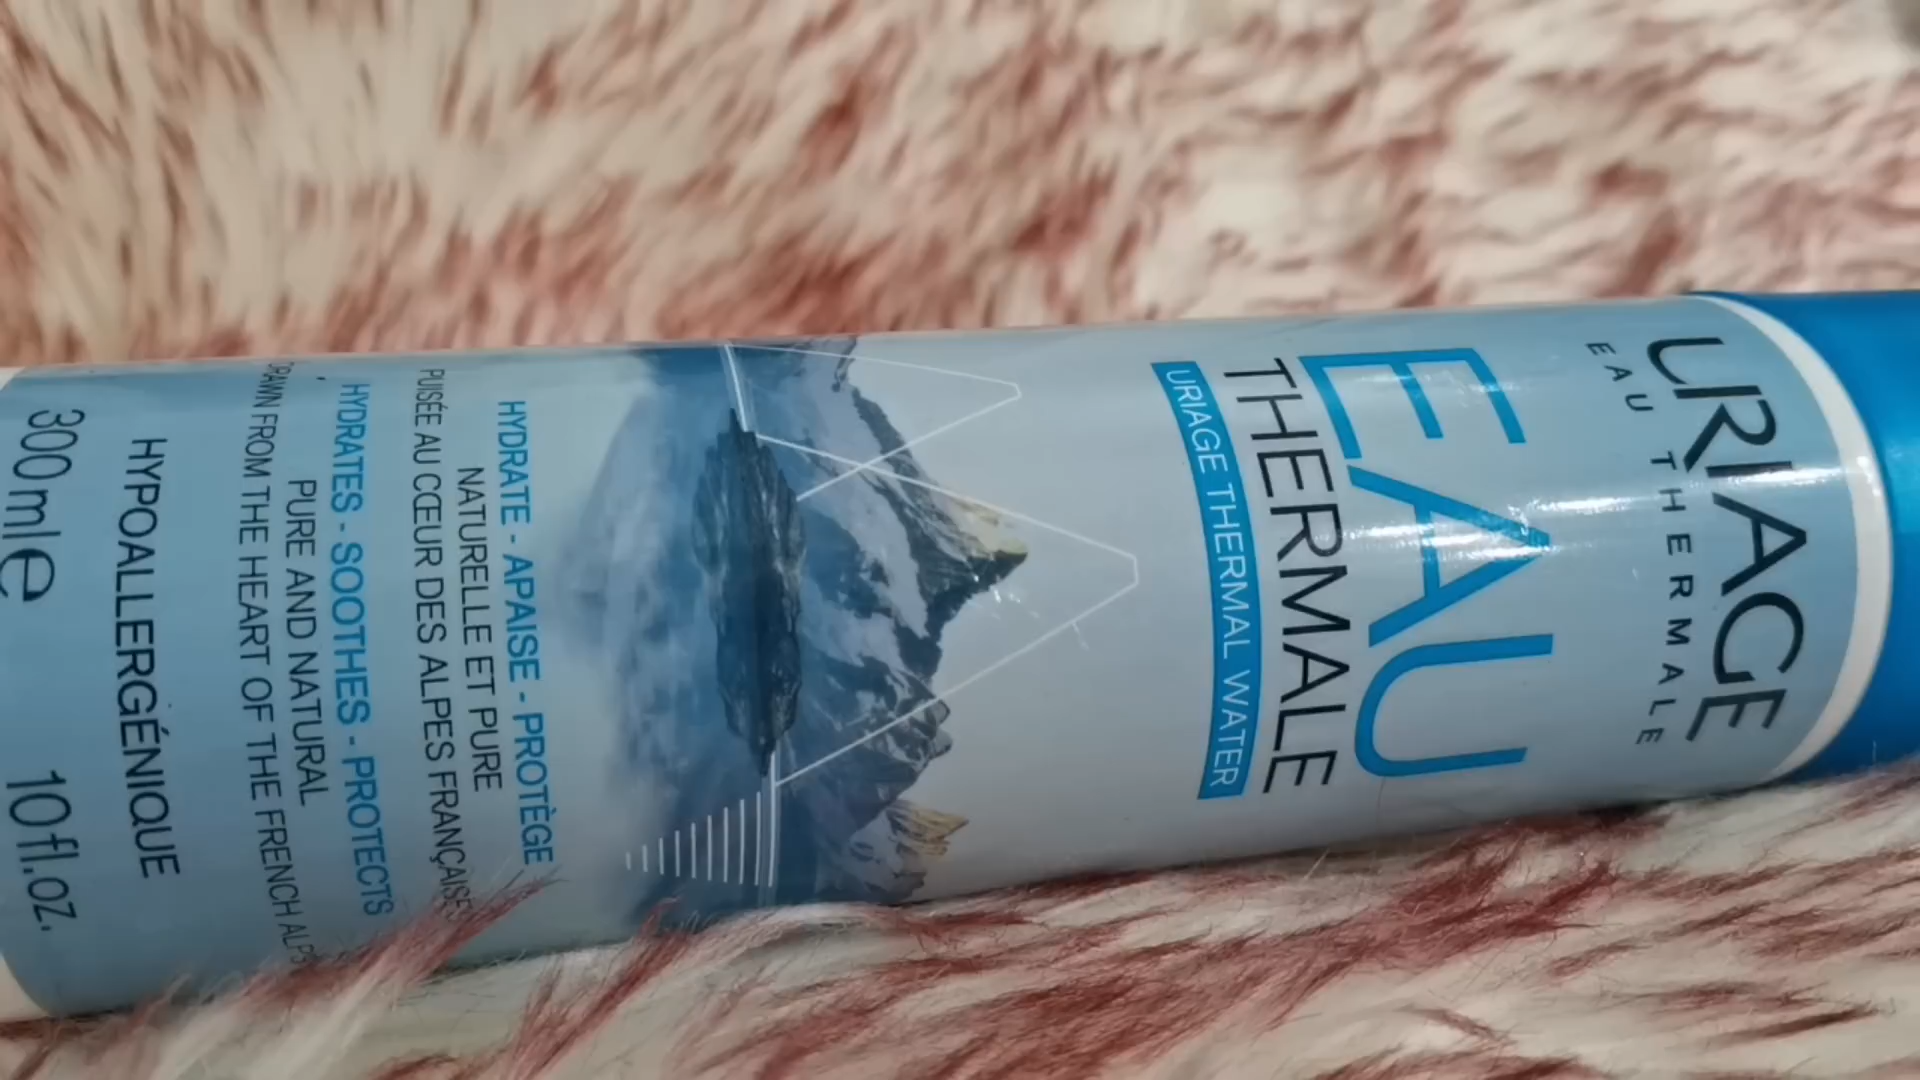 URIAGE
EAU THERMALE
EAU
THERMALE
URIAGE THERMAL WATER
HYDRATE - APAISE - PROTÈGE
NATURELLE ET PURE
PUISÉE AU CŒUR DES ALPES FRANÇAISES
HYDRATES - SOOTHES - PROTECTS
PURE AND NATURAL
DRAWN FROM THE HEART OF THE FRENCH ALPS
HYPOALLERGÉNIQUE
300 ml e 10 fl.oz.